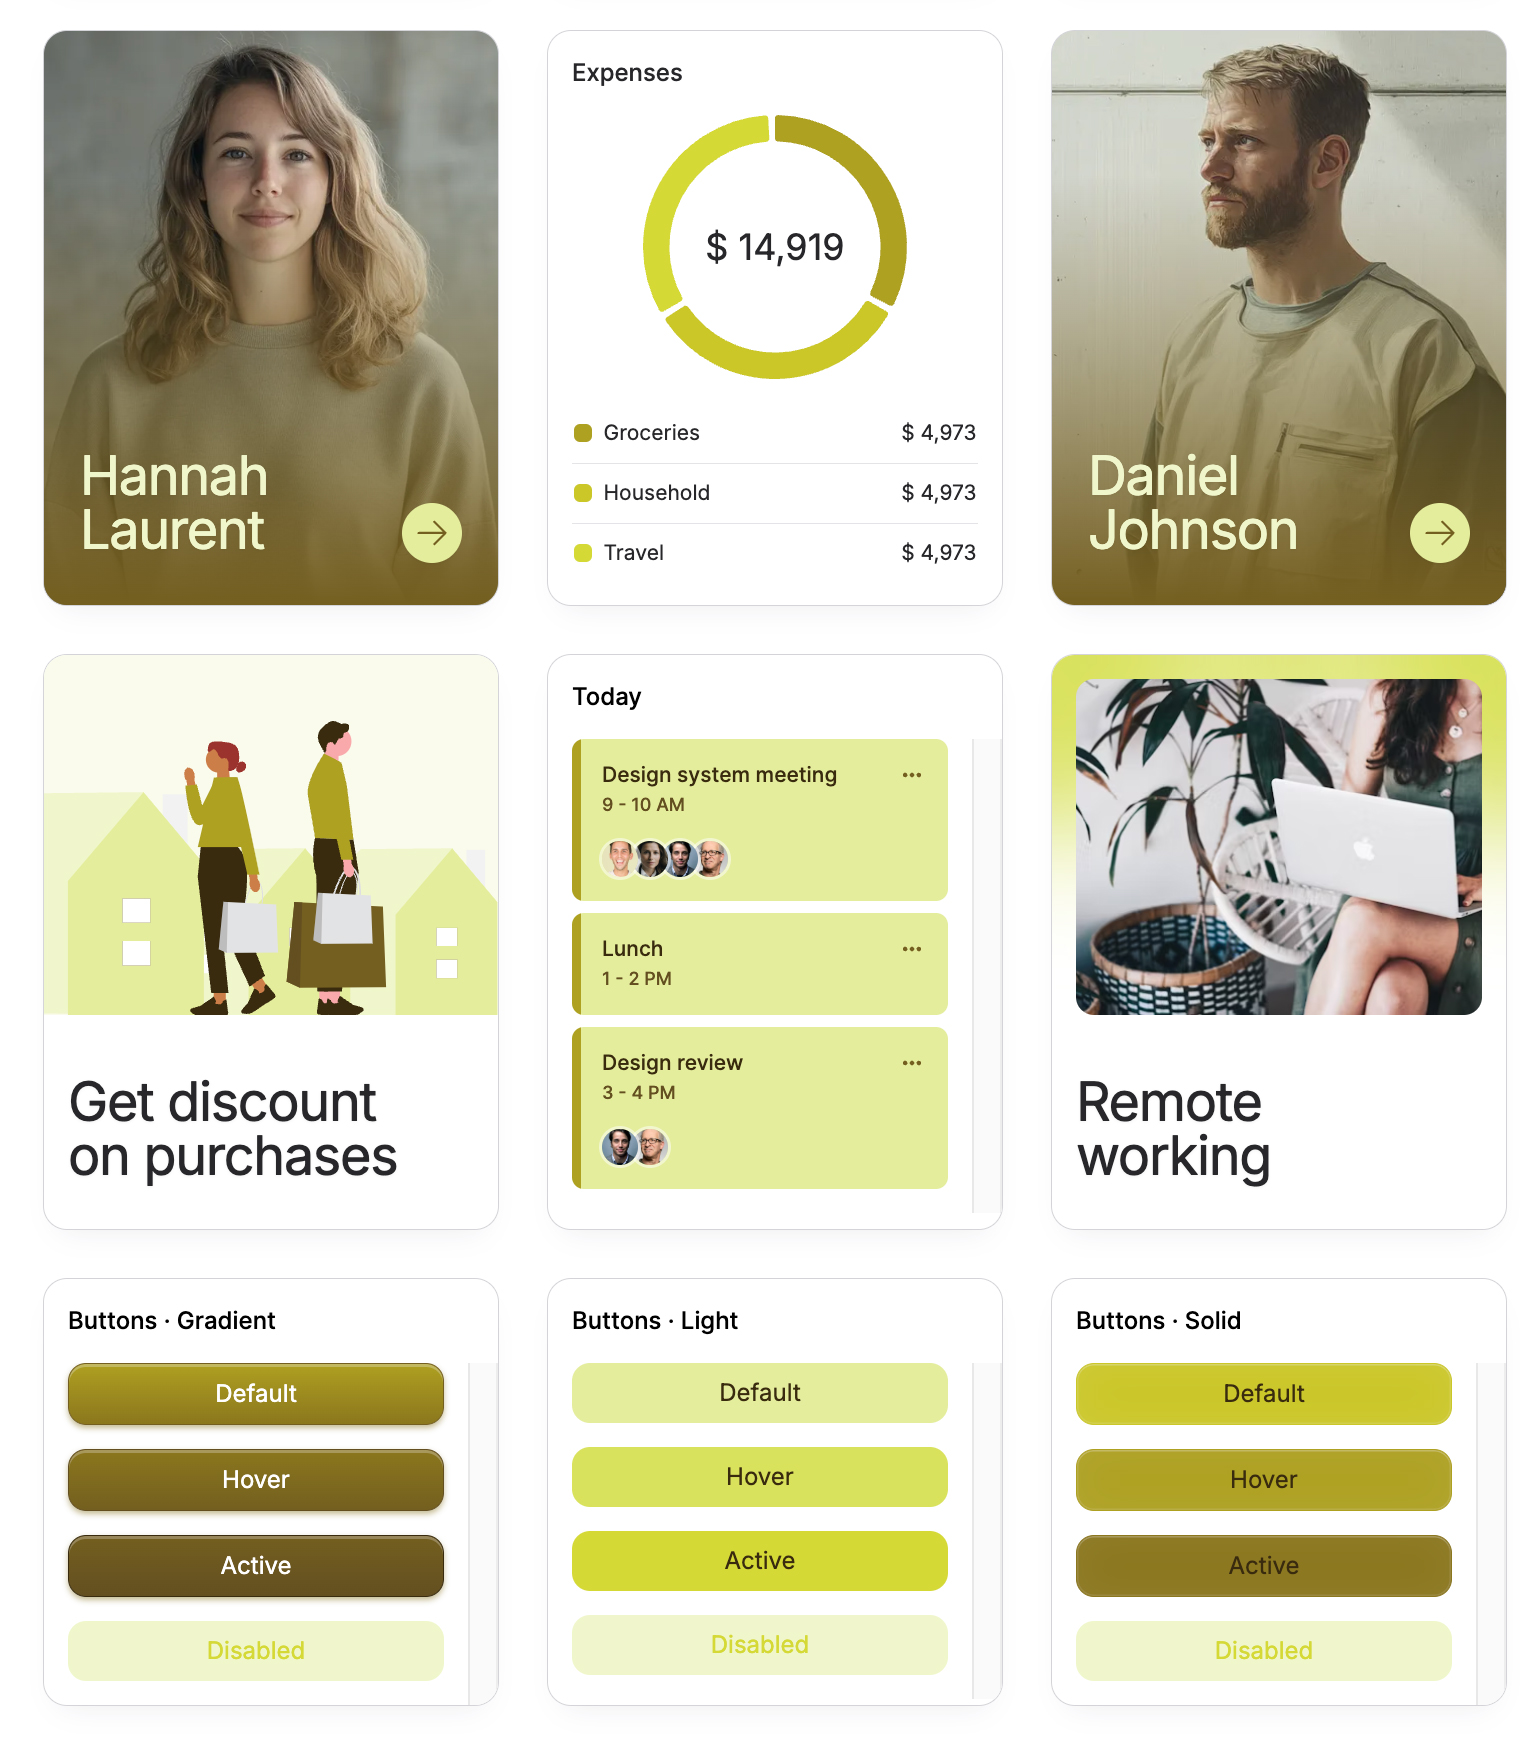 Hannah
Laurent
Expenses
$ 14,919
Groceries $ 4,973
Household $ 4,973
Travel $ 4,973
Daniel
Johnson
Get discount
on purchases
Today
Design system meeting
9 - 10 AM
Lunch
1 - 2 PM
Design review
3 - 4 PM
Remote
working
Buttons · Gradient
Default
Hover
Active
Disabled
Buttons · Light
Default
Hover
Active
Disabled
Buttons · Solid
Default
Hover
Active
Disabled